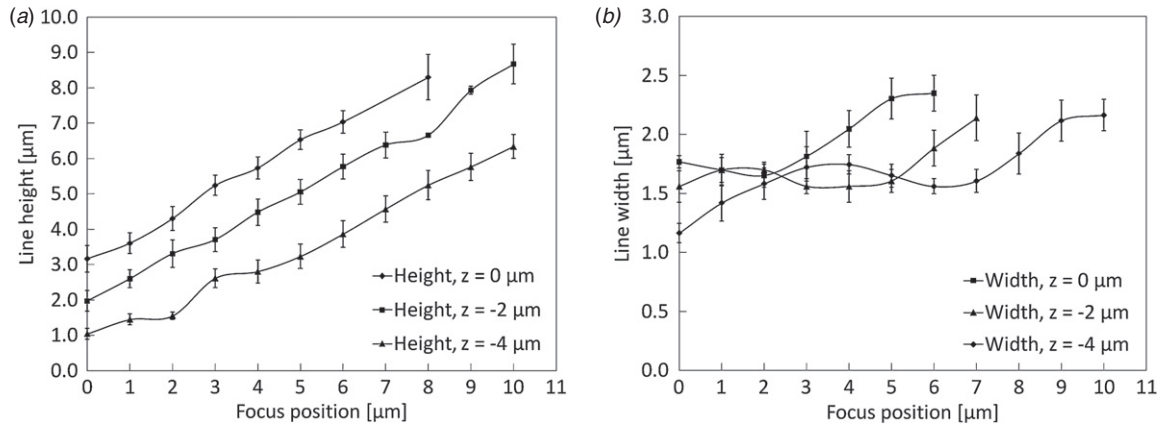 (a)
10.0
9.0
8.0
7.0
6.0
5.0
4.0
3.0
2.0
1.0
0.0
Line height [µm]
Height, z = 0 µm
Height, z = -2 µm
Height, z = -4 µm
0 1 2 3 4 5 6 7 8 9 10 11
Focus position [µm]
(b)
3.0
2.5
2.0
1.5
1.0
0.5
0.0
Line width [µm]
Width, z = 0 µm
Width, z = -2 µm
Width, z = -4 µm
0 1 2 3 4 5 6 7 8 9 10 11
Focus position [µm]